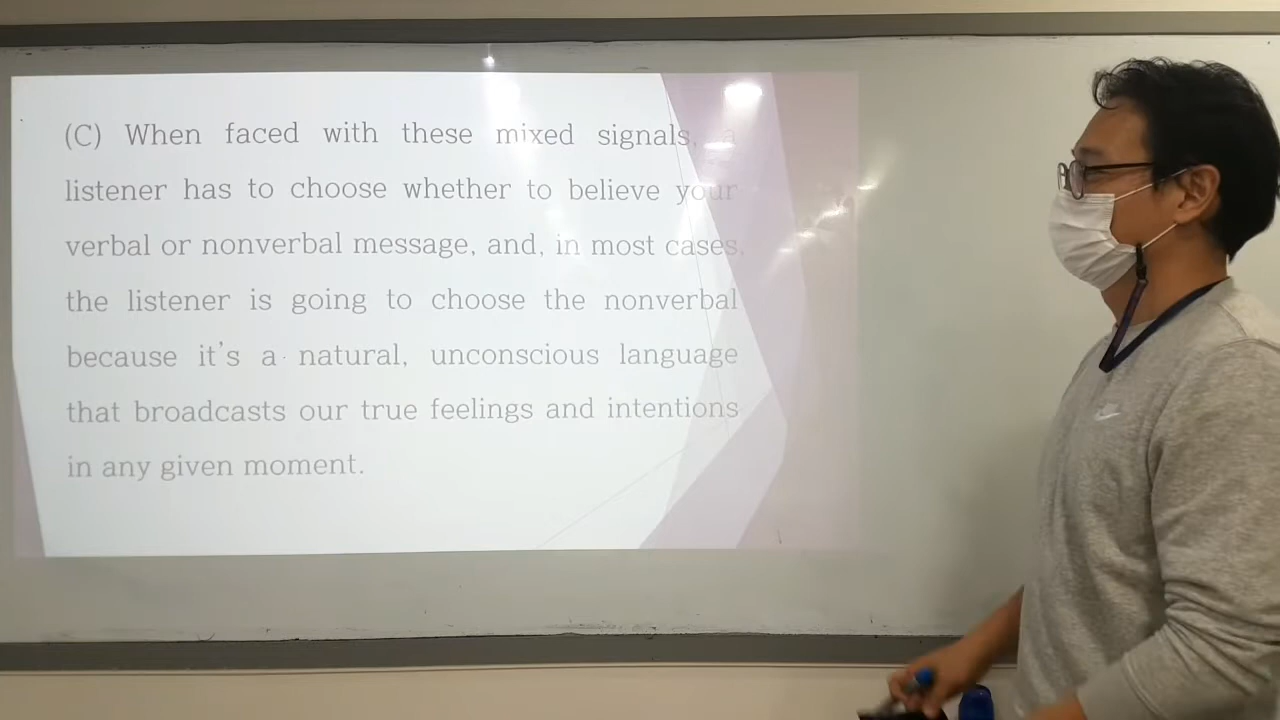 (C) When faced with these mixed signals, a
listener has to choose whether to believe your
verbal or nonverbal message, and, in most cases,
the listener is going to choose the nonverbal
because it's a natural, unconscious language
that broadcasts our true feelings and intentions
in any given moment.